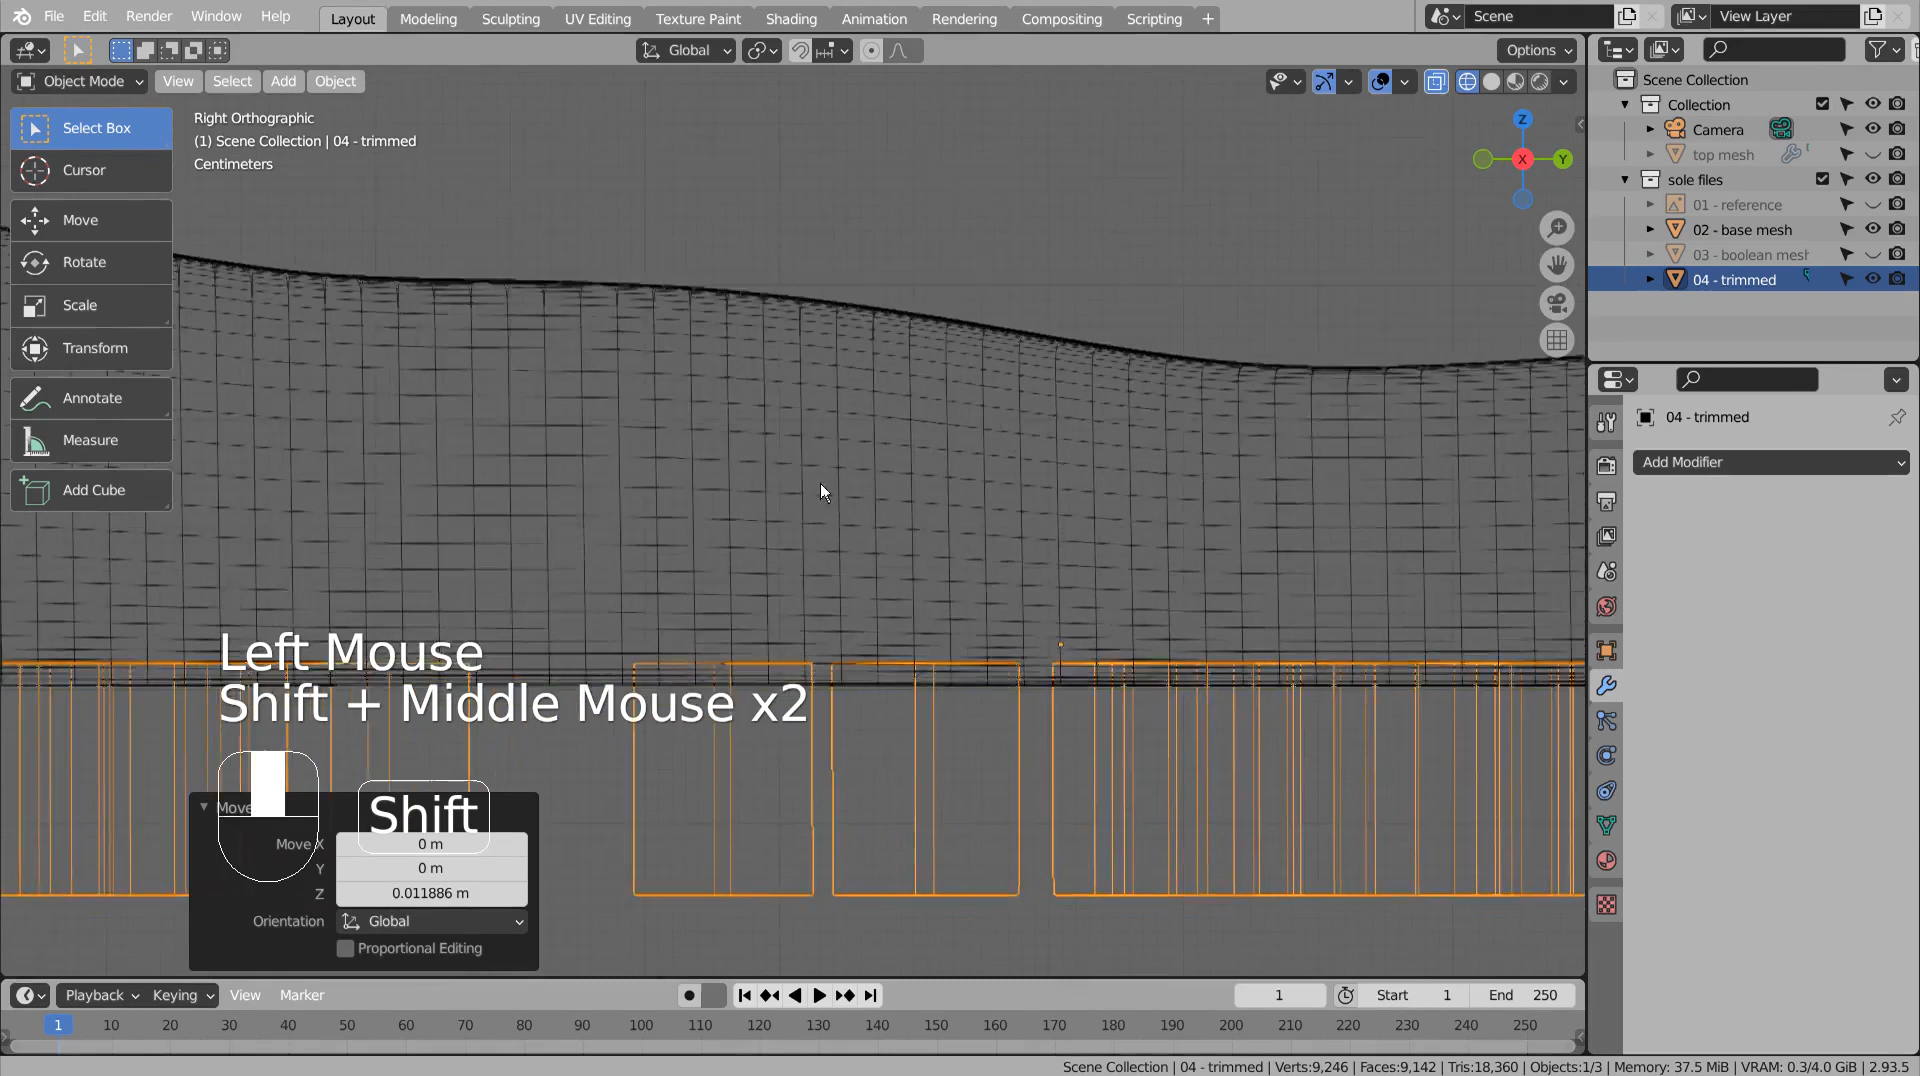 File Edit Render Window Help Layout Modeling Sculpting UV Editing Texture Paint Shading Animation Rendering Compositing Scripting + Scene View Layer
Global Options
Object Mode View Select Add Object
Select Box
Cursor
Move
Rotate
Scale
Transform
Annotate
Measure
Add Cube
Right Orthographic
(1) Scene Collection | 04 - trimmed
Centimeters
Z
X
Y
Scene Collection
Collection
Camera
top mesh
sole files
01 - reference
02 - base mesh
03 - boolean mesh
04 - trimmed
04 - trimmed
Add Modifier
Left Mouse
Shift + Middle Mouse x2
Shift
Move
Move X 0 m
Y 0 m
Z 0.011886 m
Orientation Global
Proportional Editing
Playback Keying View Marker 1 Start 1 End 250
1 10 20 30 40 50 60 70 80 90 100 110 120 130 140 150 160 170 180 190 200 210 220 230 240 250
Scene Collection | 04 - trimmed | Verts:9,246 | Faces:9,142 | Tris:18,360 | Objects:1/3 | Memory: 37.5 MiB | VRAM: 0.3/4.0 GiB | 2.93.5